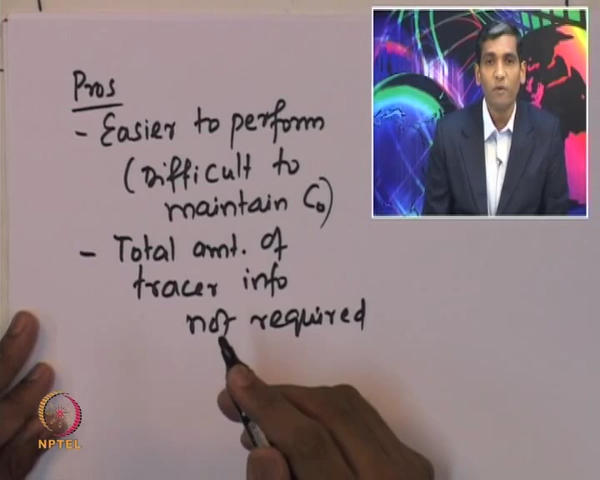 Pros
- Easier to perform
(Difficult to
maintain C₀)
- Total amt. of
tracer info
not required
NPTEL